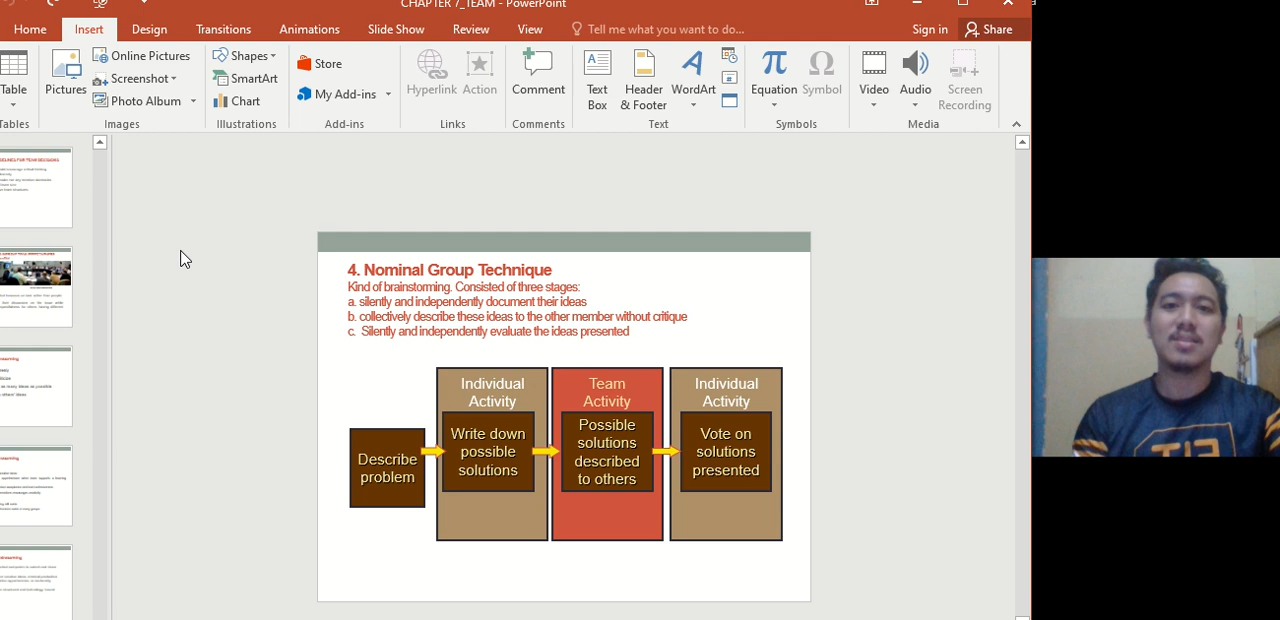 CHAPTER 7_TEAM - PowerPoint
Home Insert Design Transitions Animations Slide Show Review View Tell me what you want to do... Sign in Share
Table
Tables
Pictures
Online Pictures
Screenshot
Photo Album
Images
Shapes
SmartArt
Chart
Illustrations
Store
My Add-ins
Add-ins
Hyperlink
Action
Links
Comment
Comments
Text
Box
Header
& Footer
WordArt
Text
Equation
Symbol
Symbols
Video
Audio
Screen
Recording
Media
4. Nominal Group Technique
Kind of brainstorming. Consisted of three stages:
a. silently and independently document their ideas
b. collectively describe these ideas to the other member without critique
c. Silently and independently evaluate the ideas presented
Describe
problem
Individual
Activity
Write down
possible
solutions
Team
Activity
Possible
solutions
described
to others
Individual
Activity
Vote on
solutions
presented